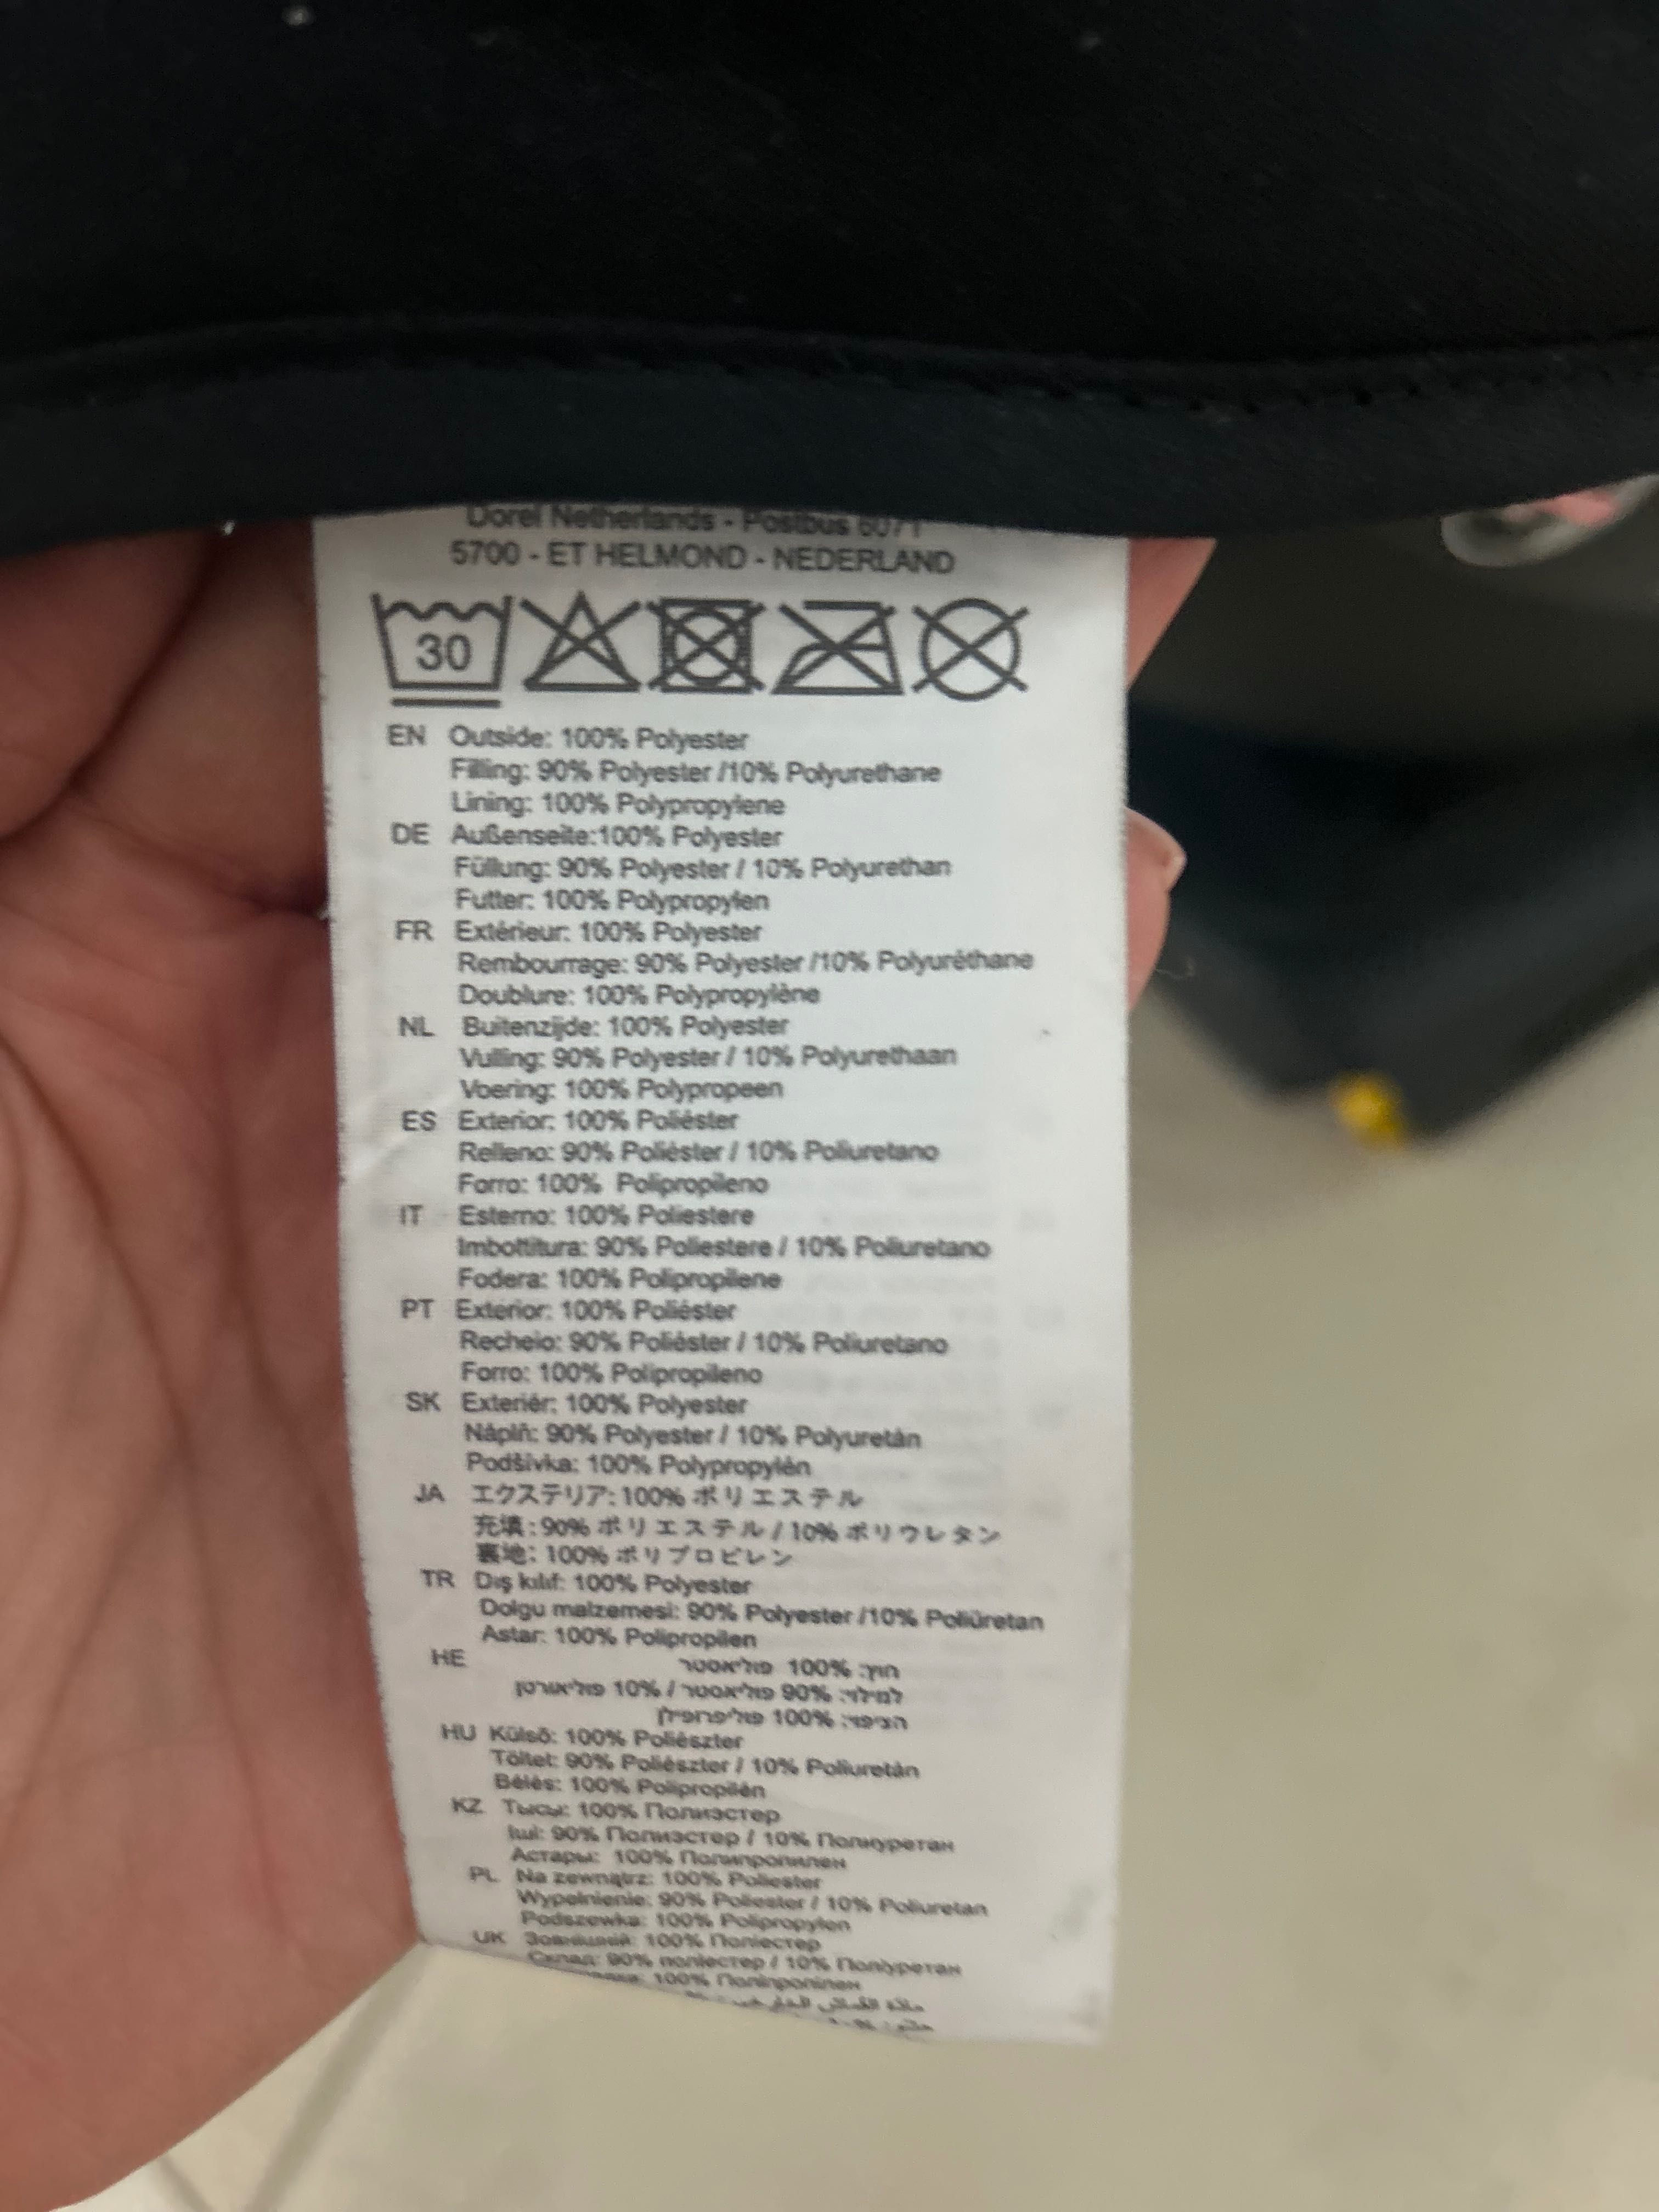 Dorel Netherlands - Postbus 6071
5700 - ET HELMOND - NEDERLAND
30
EN Outside: 100% Polyester
Filling: 90% Polyester /10% Polyurethane
Lining: 100% Polypropylene
DE Außenseite:100% Polyester
Füllung: 90% Polyester / 10% Polyurethan
Futter: 100% Polypropylen
FR Extérieur: 100% Polyester
Rembourrage: 90% Polyester /10% Polyuréthane
Doublure: 100% Polypropylène
NL Buitenzijde: 100% Polyester
Vulling: 90% Polyester / 10% Polyurethaan
Voering: 100% Polypropeen
ES Exterior: 100% Poliéster
Relleno: 90% Poliéster / 10% Poliuretano
Forro: 100% Polipropileno
IT Esterno: 100% Poliestere
Imbottitura: 90% Poliestere / 10% Poliuretano
Fodera: 100% Polipropilene
PT Exterior: 100% Poliéster
Recheio: 90% Poliéster / 10% Poliuretano
Forro: 100% Polipropileno
SK Exteriér: 100% Polyester
Náplň: 90% Polyester / 10% Polyuretán
Podšívka: 100% Polypropylén
JA エクステリア: 100% ポリエステル
充填: 90% ポリエステル / 10% ポリウレタン
裏地: 100% ポリプロピレン
TR Dış kılıf: 100% Polyester
Dolgu malzemesi: 90% Polyester /10% Poliüretan
Astar: 100% Polipropilen
HE חוץ: 100% פוליאסטר
למילוי: 90% פוליאסטר / 10% פוליאורטן
הציפוי: 100% פוליפרופילן
HU Külső: 100% Poliészter
Töltet: 90% Poliészter / 10% Poliuretán
Bélés: 100% Polipropilén
KZ Тысы: 100% Полиэстер
Іші: 90% Полиэстер / 10% Полиуретан
Астары: 100% Полипропилен
PL Na zewnątrz: 100% Poliester
Wypełnienie: 90% Poliester / 10% Poliuretan
Podszewka: 100% Polipropylen
UK Зовнішній: 100% Поліестер
Склад: 90% поліестер / 10% Поліуретан
100% Поліпропілен